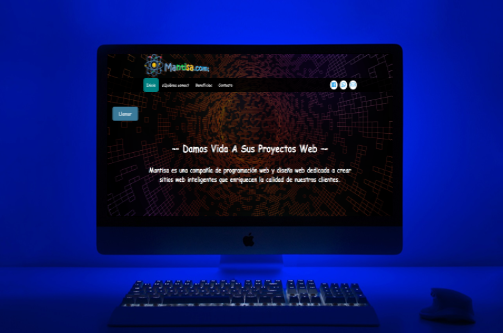 Mantisa.com
Inicio ¿Quiénes somos? Beneficios Contacto
Llamar
-- Damos Vida A Sus Proyectos Web --
Mantisa es una compañía de programación web y diseño web dedicada a crear
sitios web inteligentes que enriquecen la calidad de nuestros clientes.